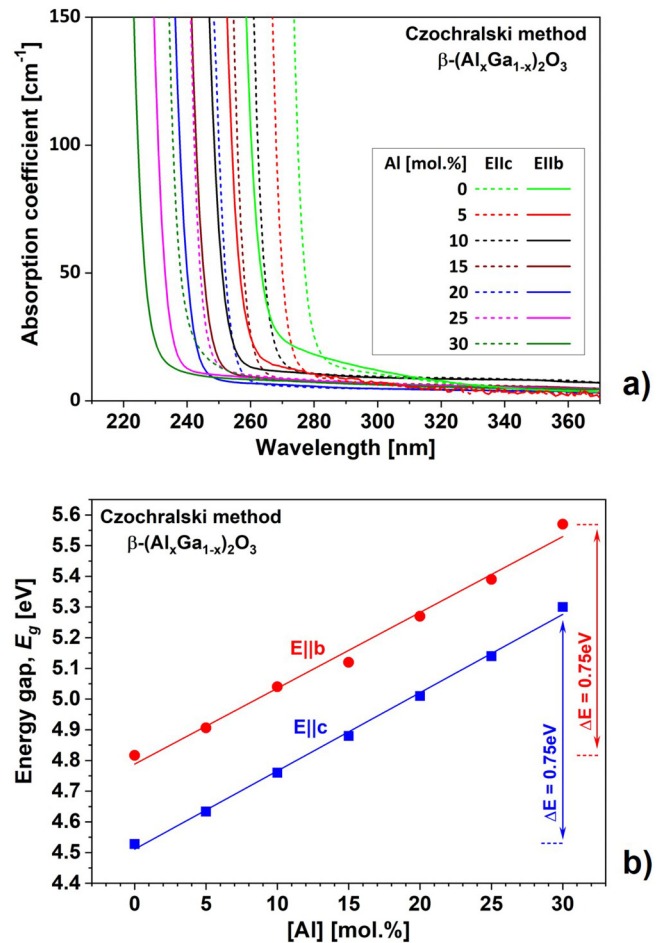 Czochralski method
β-(AlxGa1-x)2O3
Absorption coefficient [cm-1]
150
100
50
0
Al [mol.%] EIIc EIIb
0
5
10
15
20
25
30
220 240 260 280 300 320 340 360
Wavelength [nm]
a)
Czochralski method
β-(AlxGa1-x)2O3
Energy gap, Eg [eV]
5.6
5.5
5.4
5.3
5.2
5.1
5.0
4.9
4.8
4.7
4.6
4.5
4.4
E||b
E||c
ΔE = 0.75eV
ΔE = 0.75eV
0 5 10 15 20 25 30
[Al] [mol.%]
b)